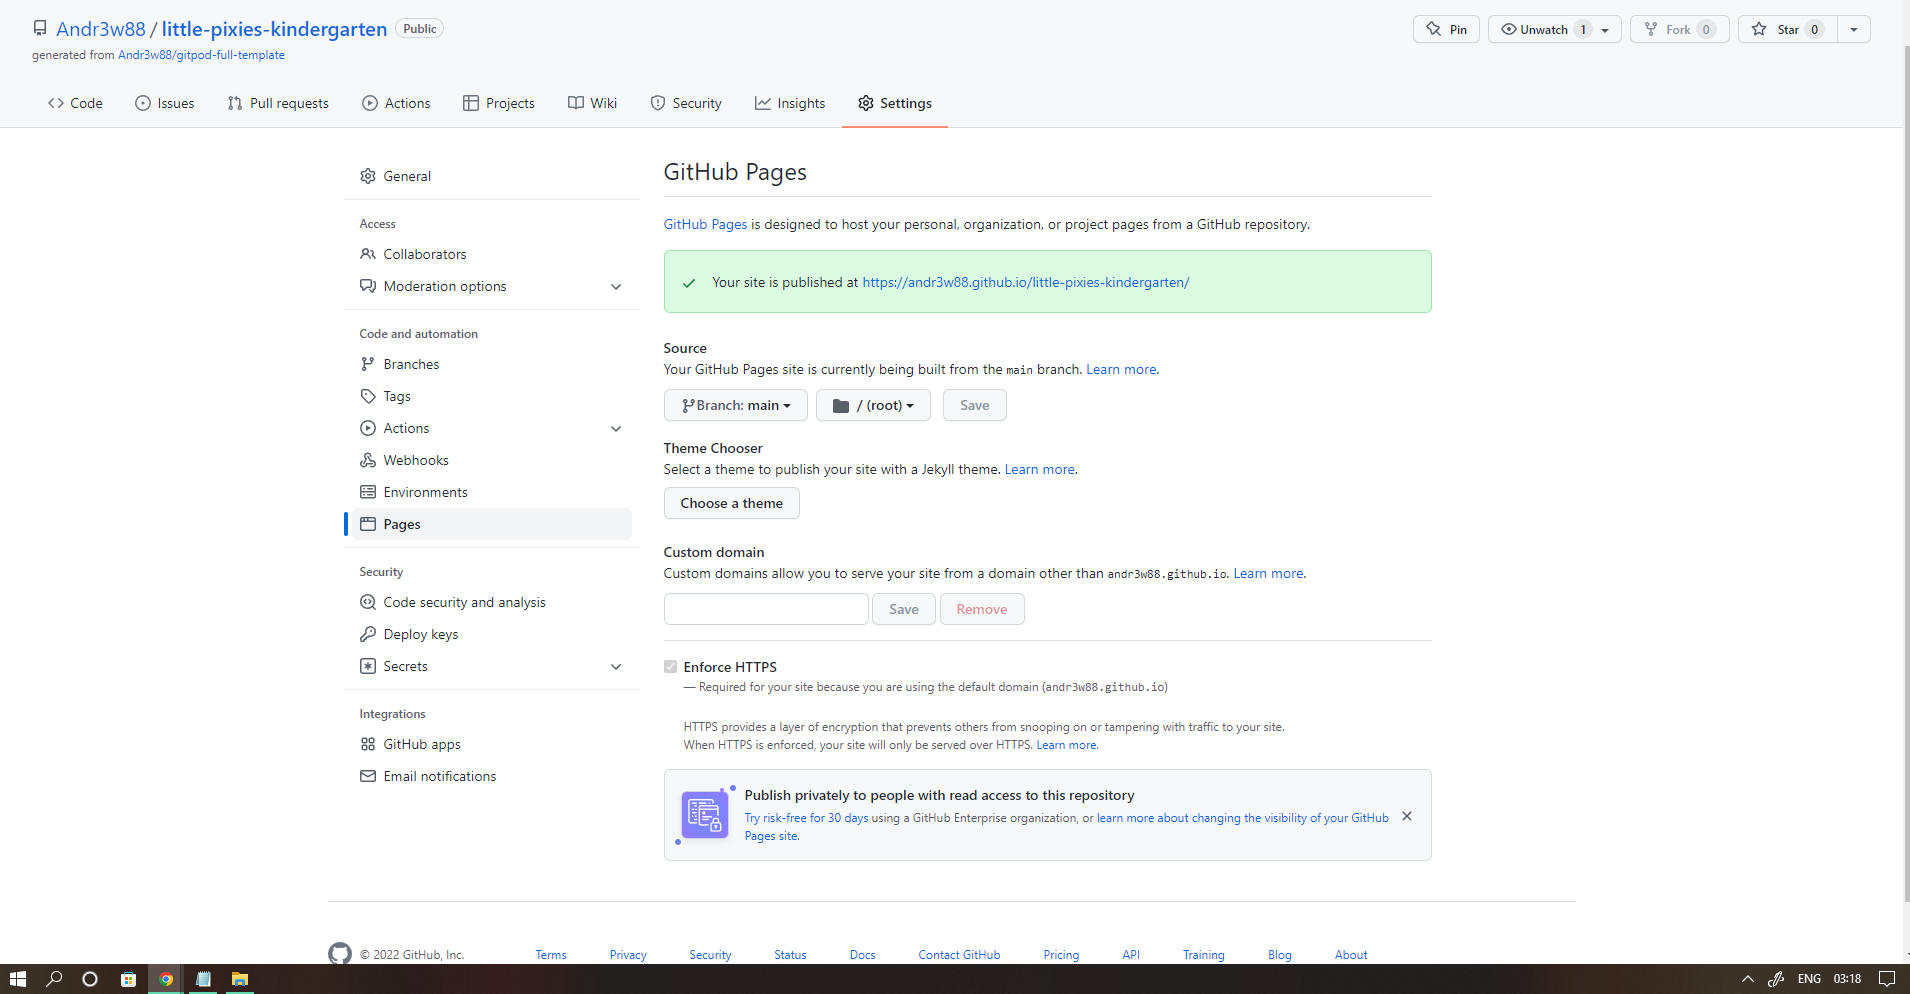 Andr3w88 / little-pixies-kindergarten Public
Pin Unwatch 1 Fork 0 Star 0
generated from Andr3w88/gitpod-full-template
Code Issues Pull requests Actions Projects Wiki Security Insights Settings
General
Access
Collaborators
Moderation options
Code and automation
Branches
Tags
Actions
Webhooks
Environments
Pages
Security
Code security and analysis
Deploy keys
Secrets
Integrations
GitHub apps
Email notifications
GitHub Pages
GitHub Pages is designed to host your personal, organization, or project pages from a GitHub repository.
Your site is published at https://andr3w88.github.io/little-pixies-kindergarten/
Source
Your GitHub Pages site is currently being built from the main branch. Learn more.
Branch: main / (root) Save
Theme Chooser
Select a theme to publish your site with a Jekyll theme. Learn more.
Choose a theme
Custom domain
Custom domains allow you to serve your site from a domain other than andr3w88.github.io. Learn more.
Save Remove
Enforce HTTPS
— Required for your site because you are using the default domain (andr3w88.github.io)
HTTPS provides a layer of encryption that prevents others from snooping on or tampering with traffic to your site.
When HTTPS is enforced, your site will only be served over HTTPS. Learn more.
Publish privately to people with read access to this repository
Try risk-free for 30 days using a GitHub Enterprise organization, or learn more about changing the visibility of your GitHub
Pages site.
© 2022 GitHub, Inc. Terms Privacy Security Status Docs Contact GitHub Pricing API Training Blog About
ENG 03:18